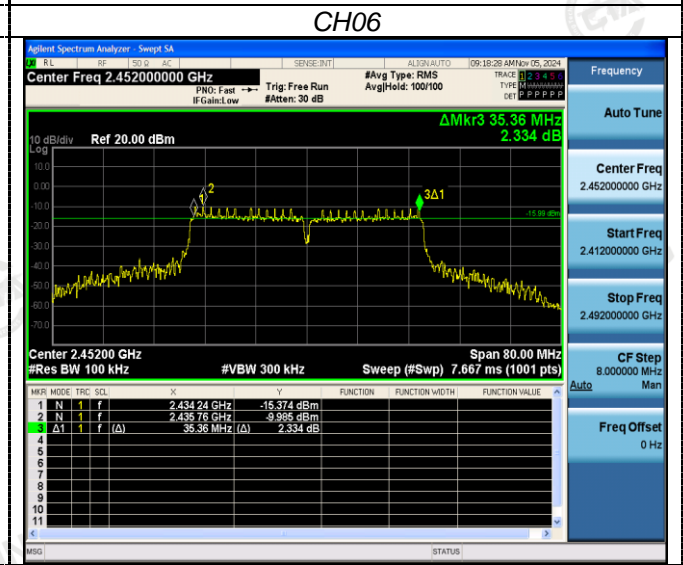 CH06
Agilent Spectrum Analyzer - Swept SA
RL RF 50 Ω AC SENSE:INT ALIGN AUTO 09:18:28 AM Nov 05, 2024
Center Freq 2.452000000 GHz
PNO: Fast
IFGain:Low
Trig: Free Run
#Atten: 30 dB
#Avg Type: RMS
Avg|Hold: 100/100
TRACE 1 2 3 4 5 6
TYPE M
DET P P P P P P
Frequency
ΔMkr3 35.36 MHz
2.334 dB
10 dB/div Ref 20.00 dBm
Log
10.0
0.00
-10.0
-20.0
-30.0
-40.0
-50.0
-60.0
-70.0
1
2
3Δ1
-15.99 dBm
Center 2.45200 GHz Span 80.00 MHz
#Res BW 100 kHz #VBW 300 kHz Sweep (#Swp) 7.667 ms (1001 pts)
MKR MODE TRC SCL X Y FUNCTION FUNCTION WIDTH FUNCTION VALUE
1 N 1 f 2.434 24 GHz -15.374 dBm
2 N 1 f 2.435 76 GHz -9.985 dBm
3 Δ1 1 f (Δ) 35.36 MHz (Δ) 2.334 dB
4
5
6
7
8
9
10
11
MSG STATUS
Auto Tune
Center Freq
2.452000000 GHz
Start Freq
2.412000000 GHz
Stop Freq
2.492000000 GHz
CF Step
8.000000 MHz
Auto Man
Freq Offset
0 Hz